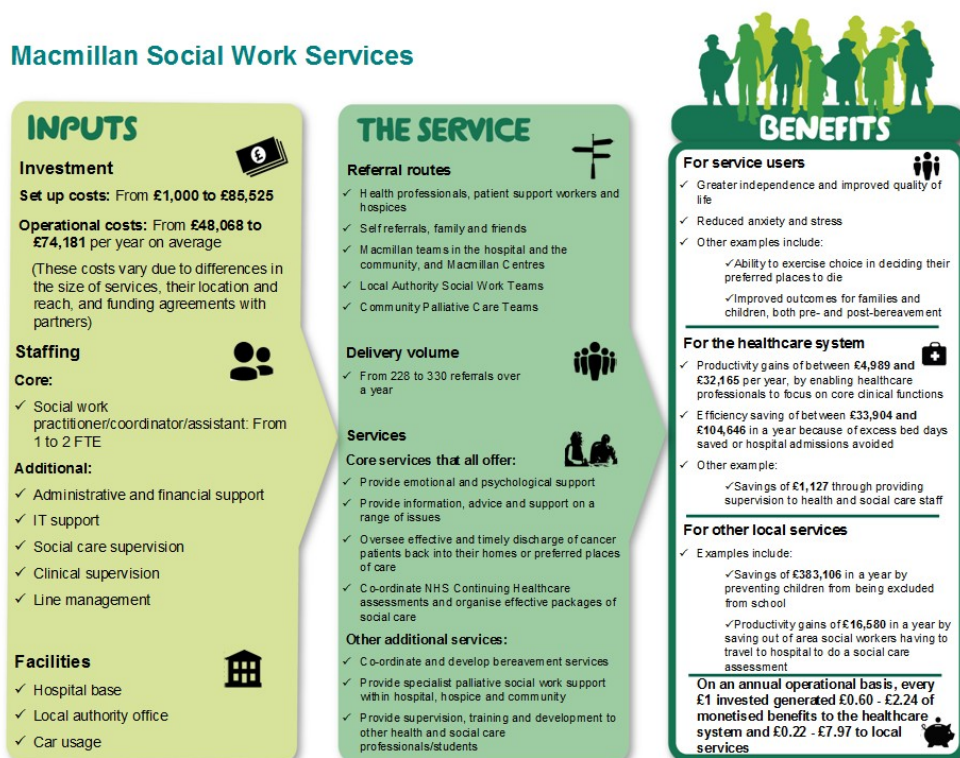 Macmillan Social Work Services
INPUTS
Investment
£
Set up costs: From £1,000 to £85,525
Operational costs: From £48,068 to
£74,181 per year on average
(These costs vary due to differences in
the size of services, their location and
reach, and funding agreements with
partners)
Staffing
Core:
✓ Social work
practitioner/coordinator/assistant: From
1 to 2 FTE
Additional:
✓ Administrative and financial support
✓ IT support
✓ Social care supervision
✓ Clinical supervision
✓ Line management
Facilities
✓ Hospital base
✓ Local authority office
✓ Car usage
THE SERVICE
Referral routes
✓ Health professionals, patient support workers and
hospices
✓ Self referrals, family and friends
✓ Macmillan teams in the hospital and the
community, and Macmillan Centres
✓ Local Authority Social Work Teams
✓ Community Palliative Care Teams
Delivery volume
✓ From 228 to 330 referrals over
a year
Services
Core services that all offer:
✓ Provide emotional and psychological support
✓ Provide information, advice and support on a
range of issues
✓ Oversee effective and timely discharge of cancer
patients back into their homes or preferred places
of care
✓ Co-ordinate NHS Continuing Healthcare
assessments and organise effective packages of
social care
Other additional services:
✓ Co-ordinate and develop bereavement services
✓ Provide specialist palliative social work support
within hospital, hospice and community
✓ Provide supervision, training and development to
other health and social care
professionals/students
BENEFITS
For service users
✓ Greater independence and improved quality of
life
✓ Reduced anxiety and stress
✓ Other examples include:
✓Ability to exercise choice in deciding their
preferred places to die
✓Improved outcomes for families and
children, both pre- and post-bereavement
For the healthcare system
✓ Productivity gains of between £4,989 and
£32,165 per year, by enabling healthcare
professionals to focus on core clinical functions
✓ Efficiency saving of between £33,904 and
£104,646 in a year because of excess bed days
saved or hospital admissions avoided
✓ Other example:
✓Savings of £1,127 through providing
supervision to health and social care staff
For other local services
✓ Examples include:
✓Savings of £383,106 in a year by
preventing children from being excluded
from school
✓Productivity gains of £16,580 in a year by
saving out of area social workers having to
travel to hospital to do a social care
assessment
On an annual operational basis, every
£1 invested generated £0.60 - £2.24 of
monetised benefits to the healthcare
system and £0.22 - £7.97 to local
services